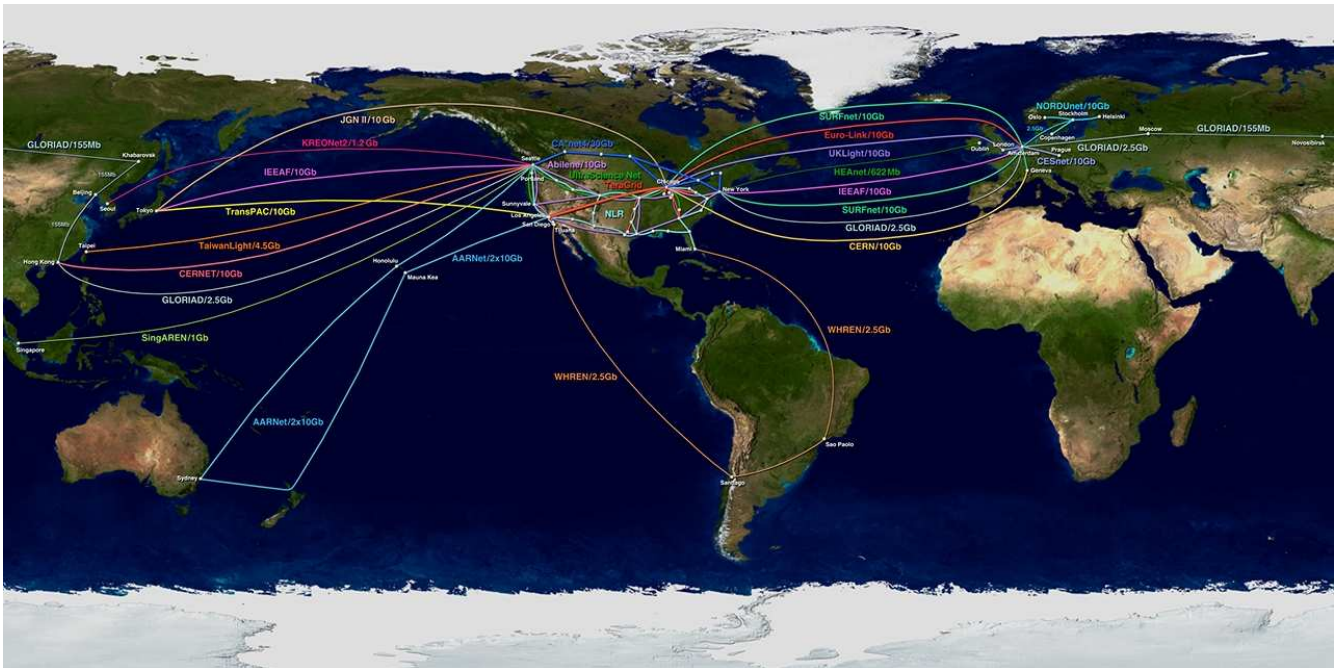 JGN II/10Gb
KREONet2/1.2Gb
IEEAF/10Gb
TransPAC/10Gb
TaiwanLight/4.5Gb
CERNET/10Gb
GLORIAD/2.5Gb
SingAREN/1Gb
AARNet/2x10Gb
AARNet/2x10Gb
GLORIAD/155Mb
155Mb
155Mb
Khabarovsk
Beijing
Seoul
Tokyo
Taipei
Hong Kong
Singapore
Sydney
Honolulu
Mauna Kea
Seattle
Portland
Sunnyvale
Los Angeles
San Diego
Tijuana
CA*net4/30Gb
Abilene/10Gb
UltraScience Net
TeraGrid
NLR
Chicago
New York
Miami
WHREN/2.5Gb
WHREN/2.5Gb
Sao Paolo
Santiago
SURFnet/10Gb
Euro-Link/10Gb
UKLight/10Gb
HEAnet/622Mb
IEEAF/10Gb
SURFnet/10Gb
GLORIAD/2.5Gb
CERN/10Gb
NORDUnet/10Gb
Oslo
Stockholm
Helsinki
2.5Gb
Copenhagen
Dublin
London
Amsterdam
Prague
Geneva
CESnet/10Gb
GLORIAD/2.5Gb
Moscow
GLORIAD/155Mb
Novosibirsk